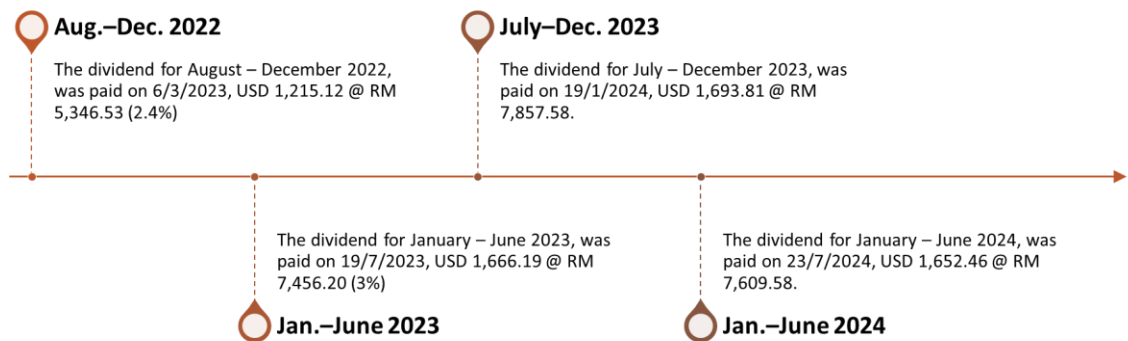 Aug.–Dec. 2022
The dividend for August – December 2022,
was paid on 6/3/2023, USD 1,215.12 @ RM
5,346.53 (2.4%)
July–Dec. 2023
The dividend for July – December 2023, was
paid on 19/1/2024, USD 1,693.81 @ RM
7,857.58.
The dividend for January – June 2023, was
paid on 19/7/2023, USD 1,666.19 @ RM
7,456.20 (3%)
Jan.–June 2023
The dividend for January – June 2024, was
paid on 23/7/2024, USD 1,652.46 @ RM
7,609.58.
Jan.–June 2024